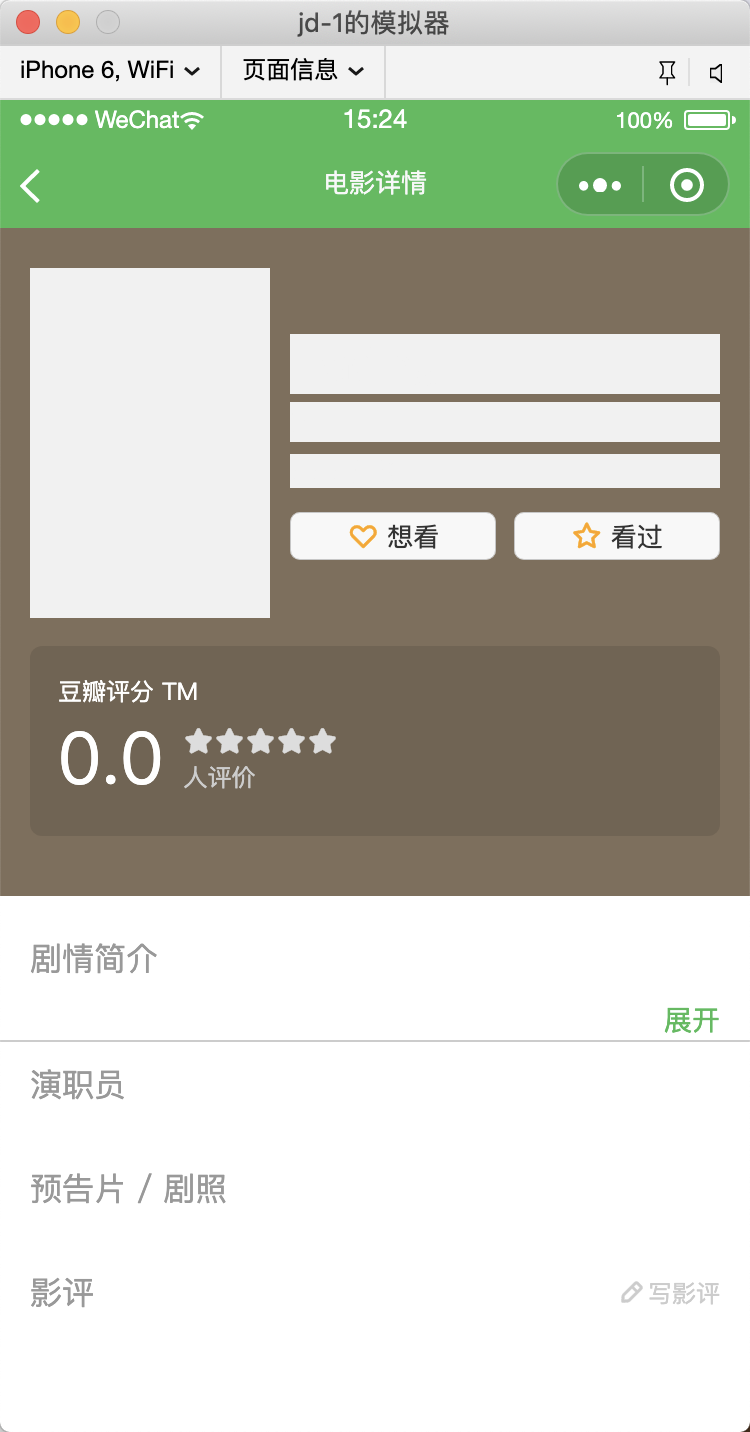 jd-1的模拟器
iPhone 6, WiFi 页面信息
WeChat 15:24 100%
电影详情
想看 看过
豆瓣评分 TM
0.0
人评价
剧情简介
展开
演职员
预告片 / 剧照
影评 写影评